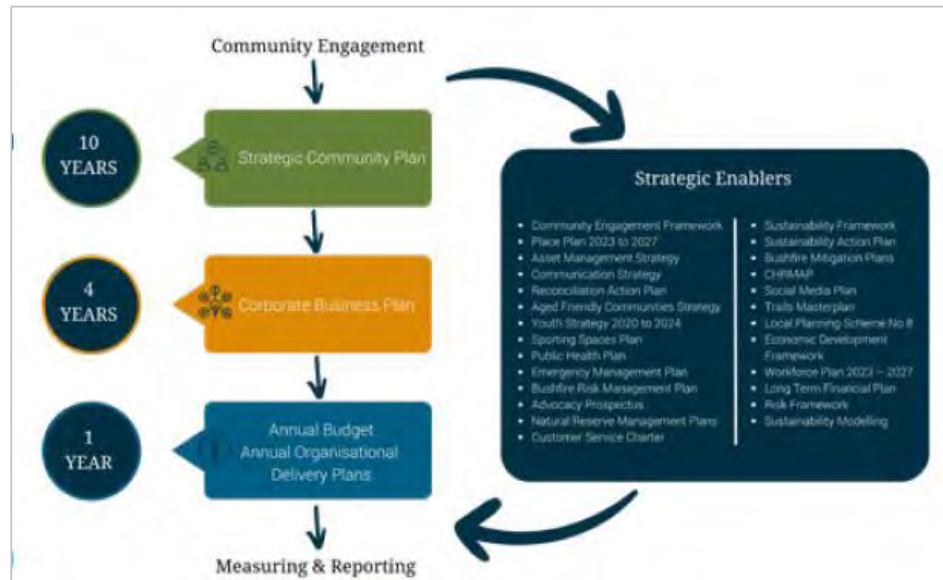 Community Engagement
10
YEARS
Strategic Community Plan
4
YEARS
Corporate Business Plan
1
YEAR
Annual Budget
Annual Organisational
Delivery Plans
Measuring & Reporting
Strategic Enablers
• Community Engagement Framework
• Place Plan 2023 to 2027
• Asset Management Strategy
• Communication Strategy
• Reconciliation Action Plan
• Aged Friendly Communities Strategy
• Youth Strategy 2020 to 2024
• Sporting Spaces Plan
• Public Health Plan
• Emergency Management Plan
• Bushfire Risk Management Plan
• Advocacy Prospectus
• Natural Reserve Management Plans
• Customer Service Charter
• Sustainability Framework
• Sustainability Action Plan
• Bushfire Mitigation Plans
• CHRMAP
• Social Media Plan
• Trails Masterplan
• Local Planning Scheme No 8
• Economic Development
Framework
• Workforce Plan 2023 – 2027
• Long Term Financial Plan
• Risk Framework
• Sustainability Modelling